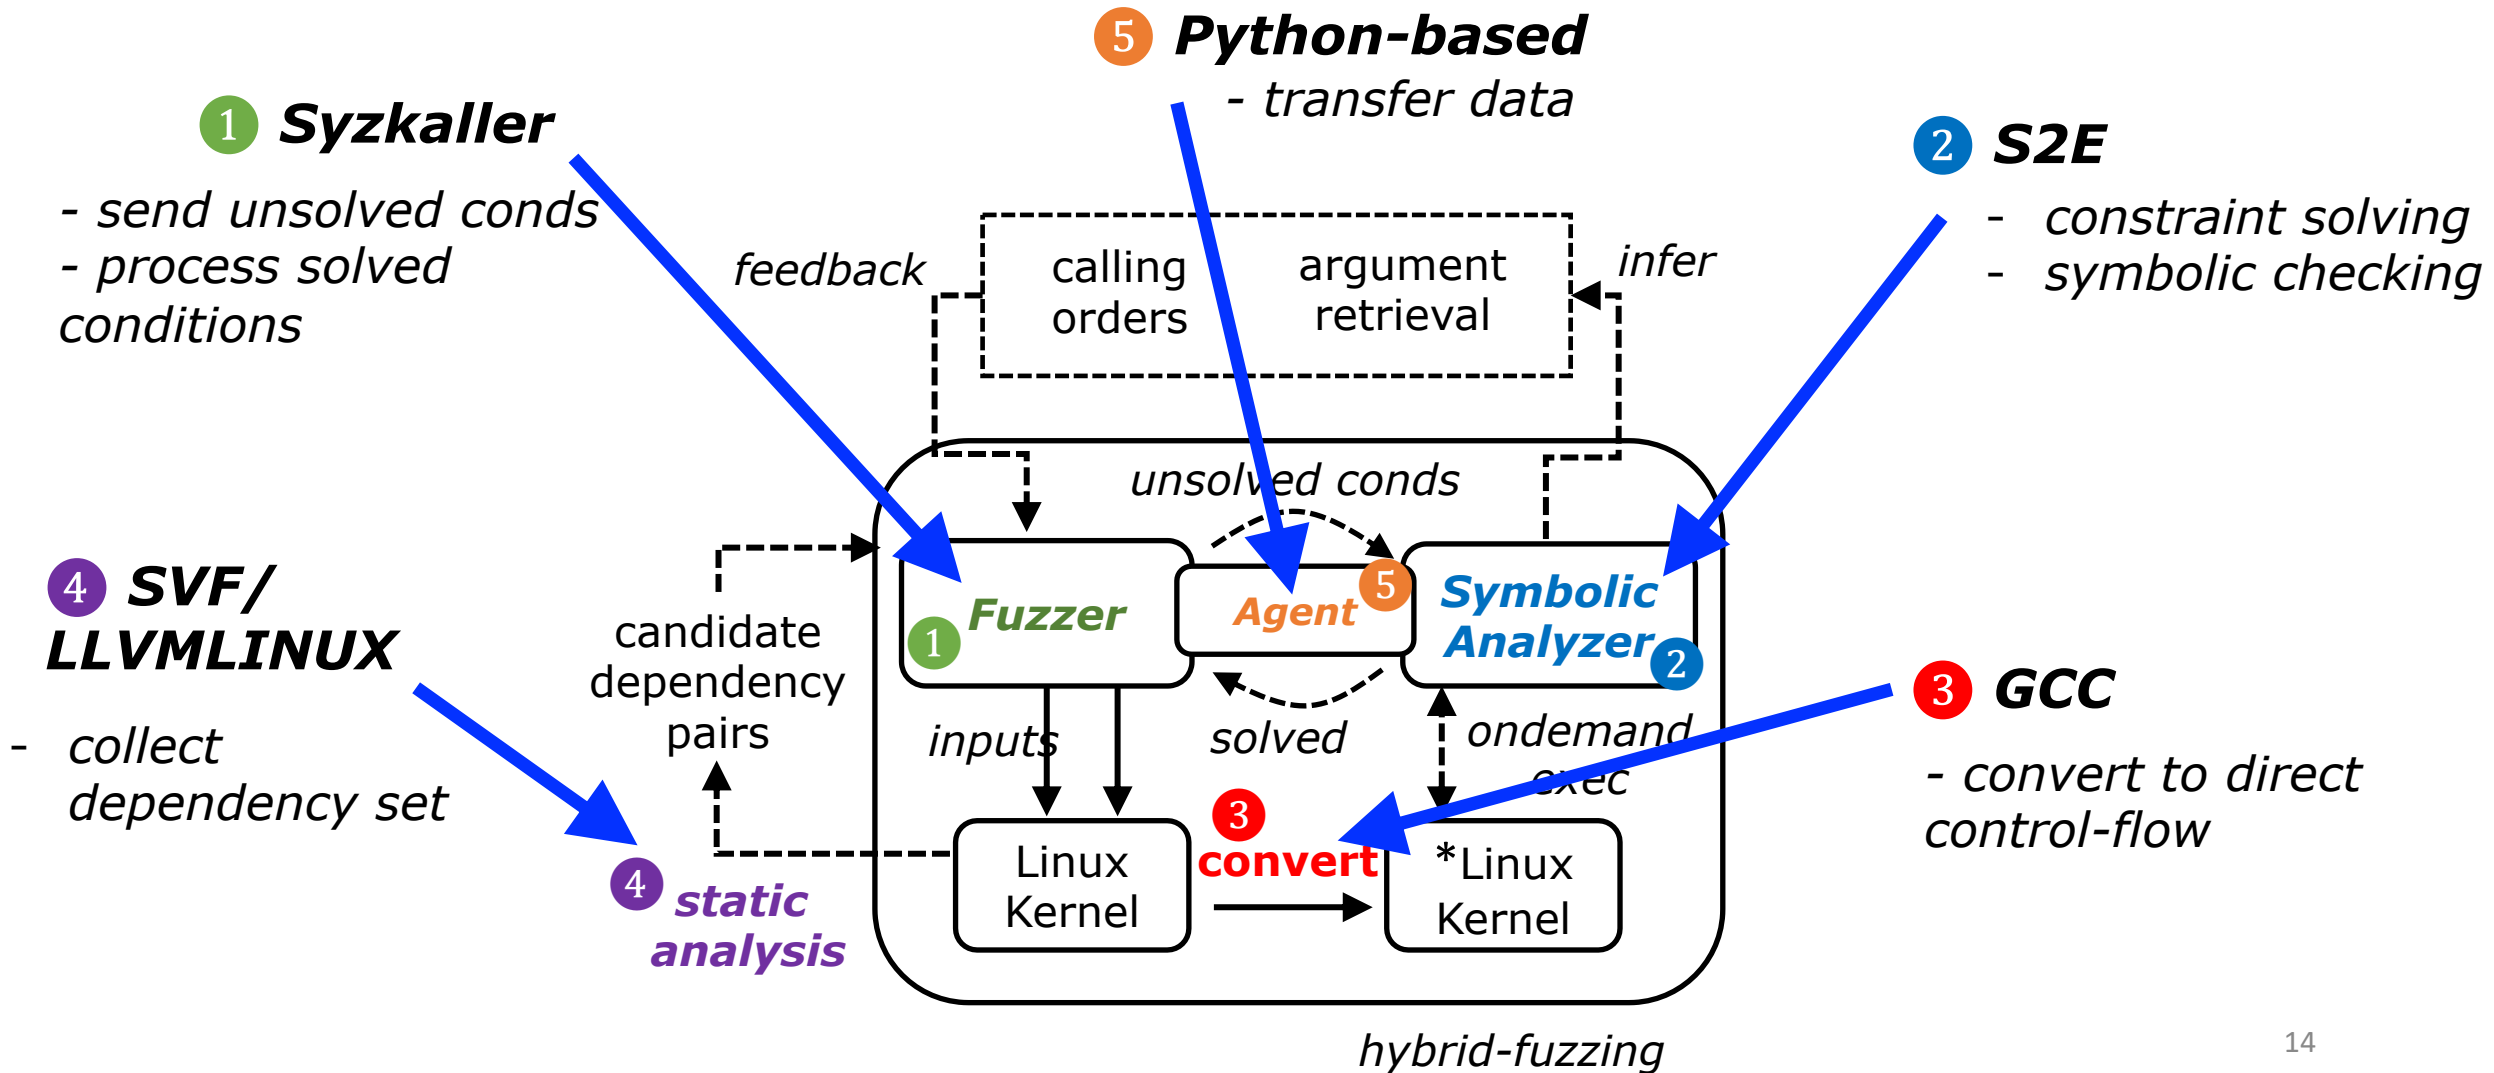 5 Python-based
- transfer data
1 Syzkaller
- send unsolved conds
- process solved
conditions
2 S2E
- constraint solving
- symbolic checking
feedback
calling
orders
argument
retrieval
infer
unsolved conds
4 SVF/
LLVMLINUX
- collect
dependency set
candidate
dependency
pairs
Fuzzer
1
Agent
5
Symbolic
Analyzer
2
inputs
solved
ondemand
exec
3 GCC
- convert to direct
control-flow
4 static
analysis
Linux
Kernel
3
convert
*Linux
Kernel
hybrid-fuzzing
14